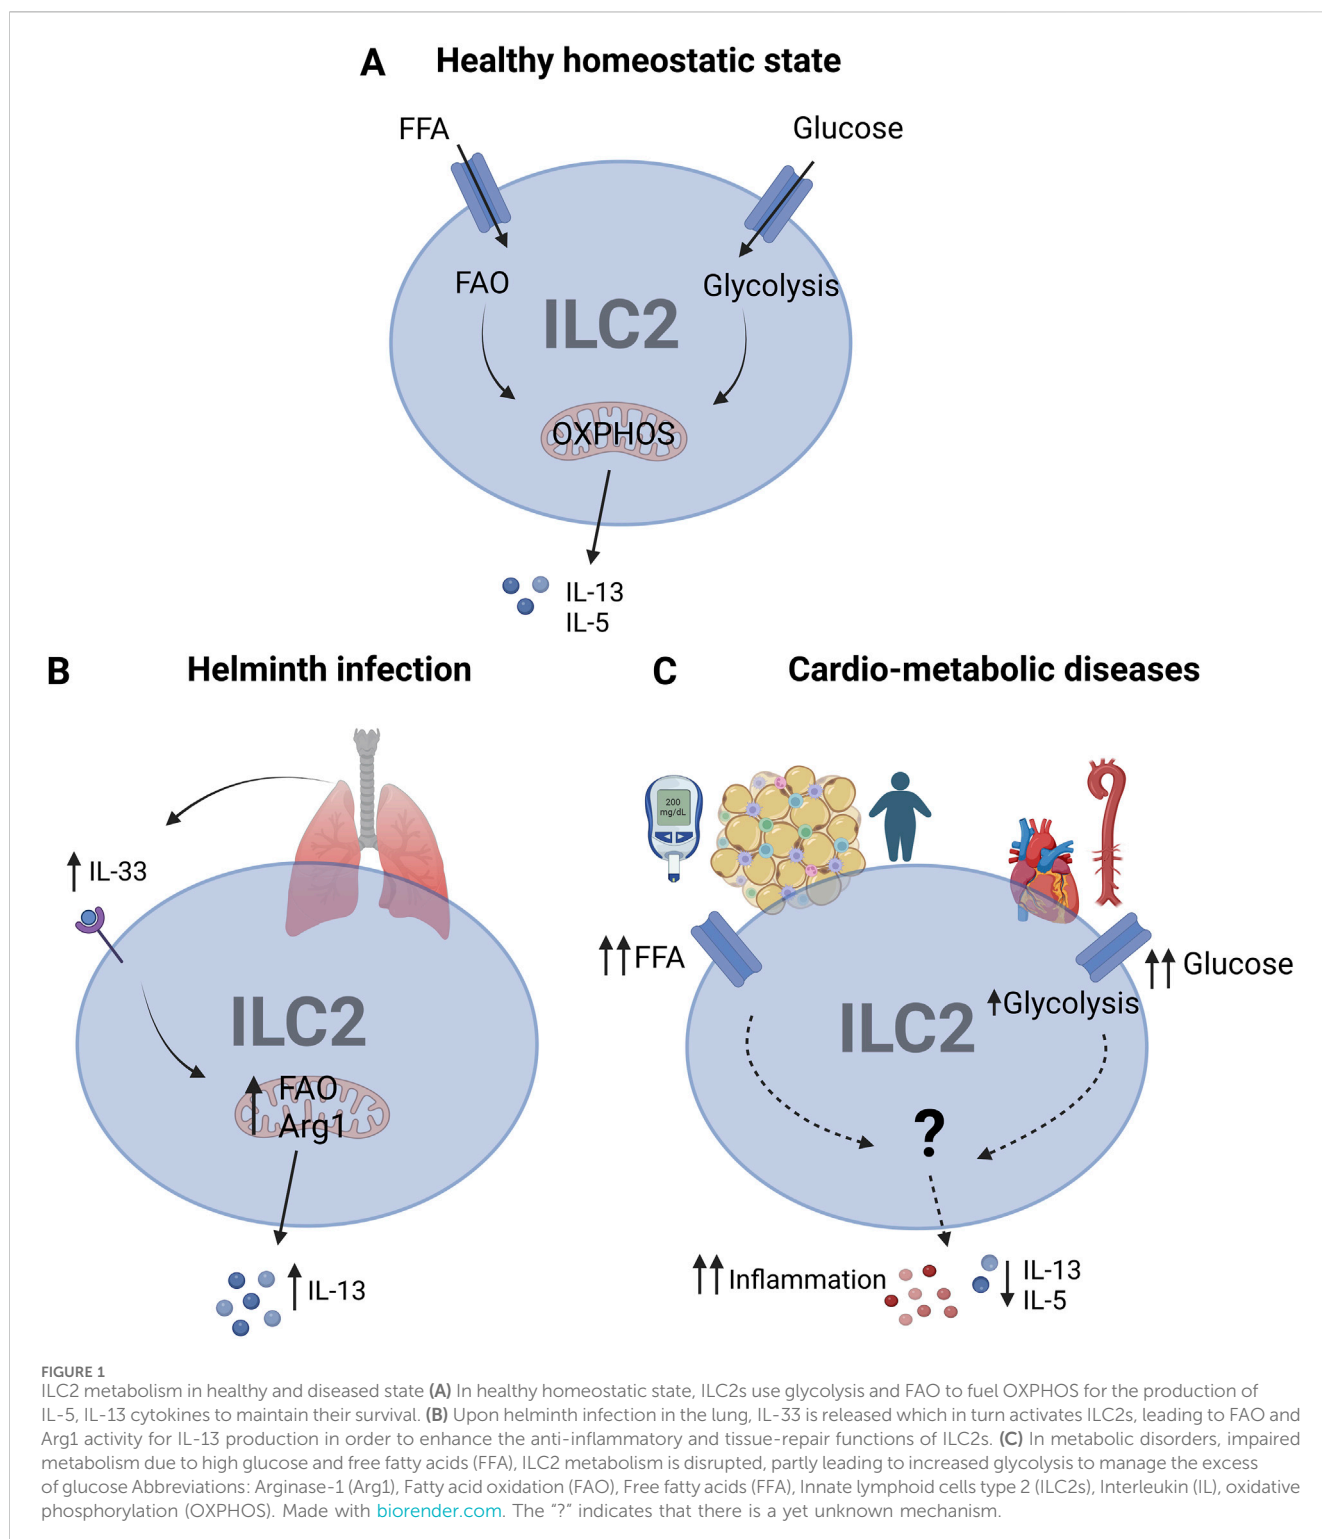 A Healthy homeostatic state
FFA
Glucose
FAO
Glycolysis
ILC2
OXPHOS
IL-13
IL-5
B Helminth infection
IL-33
ILC2
FAO
Arg1
IL-13
C Cardio-metabolic diseases
200
mg/dL
FFA
Glucose
Glycolysis
ILC2
?
Inflammation
IL-13
IL-5
FIGURE 1
ILC2 metabolism in healthy and diseased state (A) In healthy homeostatic state, ILC2s use glycolysis and FAO to fuel OXPHOS for the production of
IL-5, IL-13 cytokines to maintain their survival. (B) Upon helminth infection in the lung, IL-33 is released which in turn activates ILC2s, leading to FAO and
Arg1 activity for IL-13 production in order to enhance the anti-inflammatory and tissue-repair functions of ILC2s. (C) In metabolic disorders, impaired
metabolism due to high glucose and free fatty acids (FFA), ILC2 metabolism is disrupted, partly leading to increased glycolysis to manage the excess
of glucose Abbreviations: Arginase-1 (Arg1), Fatty acid oxidation (FAO), Free fatty acids (FFA), Innate lymphoid cells type 2 (ILC2s), Interleukin (IL), oxidative
phosphorylation (OXPHOS). Made with biorender.com. The “?” indicates that there is a yet unknown mechanism.